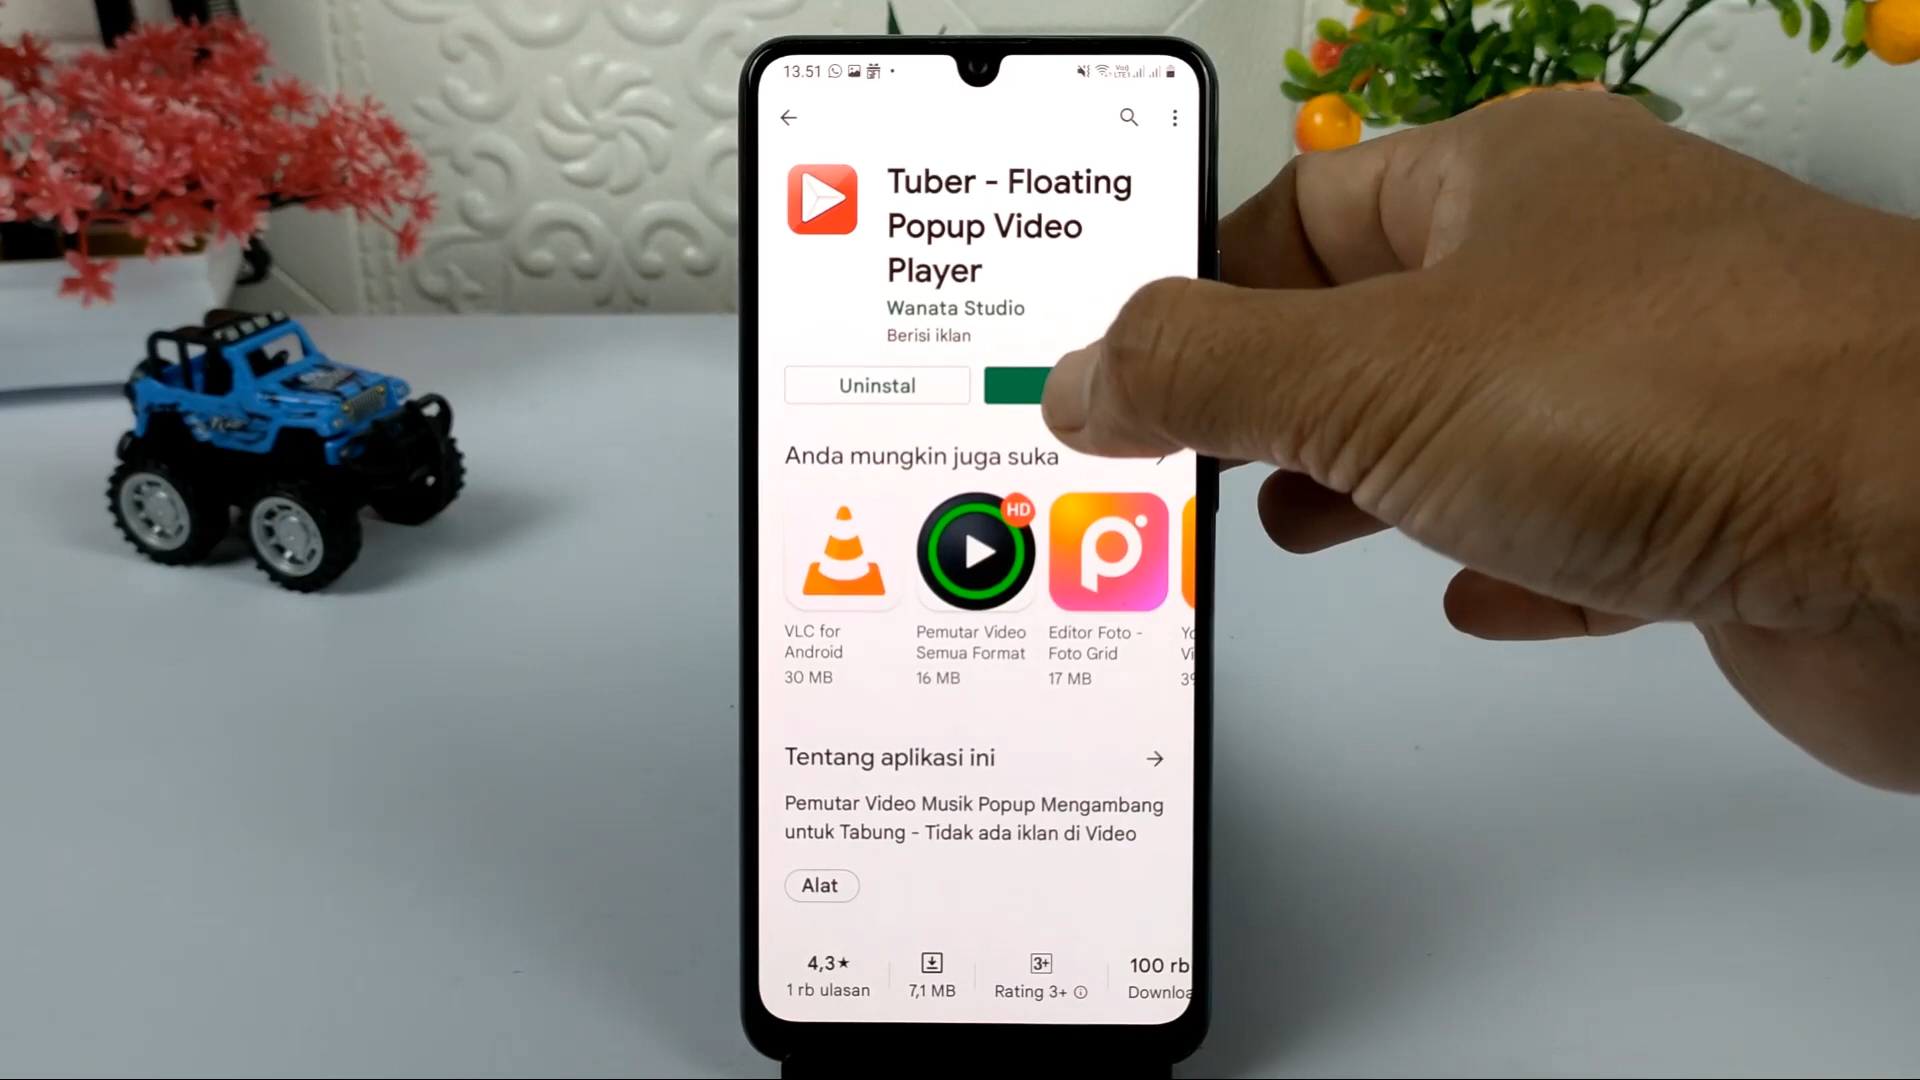 13.51
Tuber - Floating
Popup Video
Player
Wanata Studio
Berisi iklan
Uninstal
Anda mungkin juga suka
HD
VLC for
Android
30 MB
Pemutar Video
Semua Format
16 MB
Editor Foto -
Foto Grid
17 MB
Tentang aplikasi ini
Pemutar Video Musik Popup Mengambang
untuk Tabung - Tidak ada iklan di Video
Alat
4,3★
1 rb ulasan
7,1 MB
3+
Rating 3+
100 rb